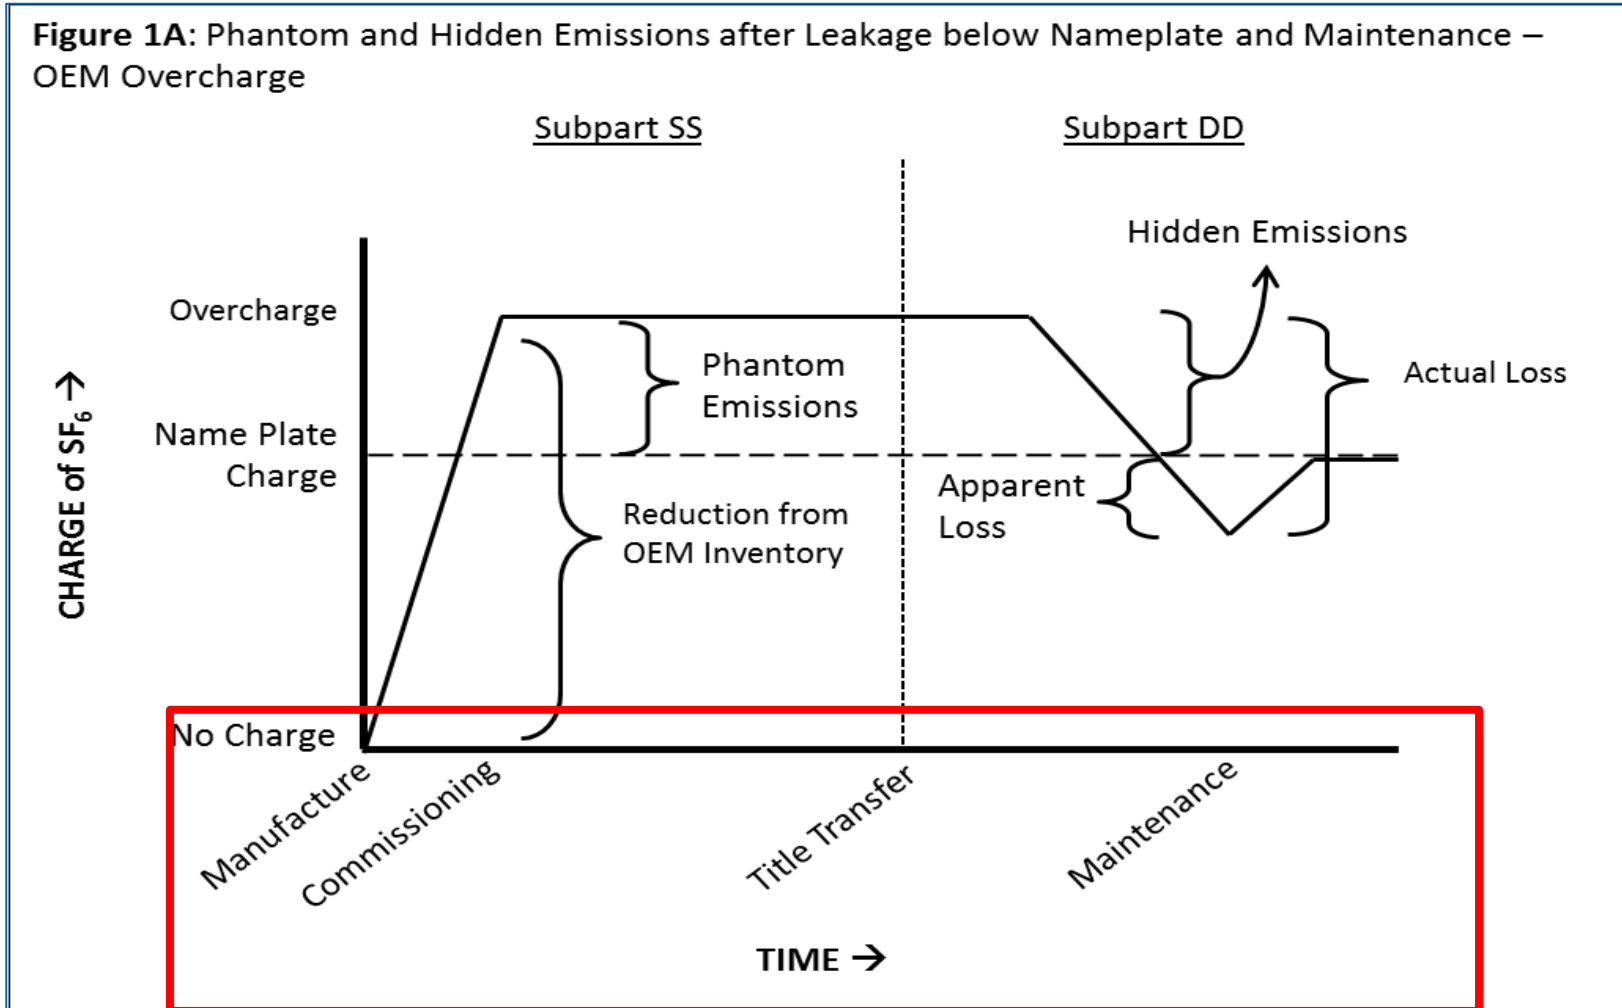 Figure 1A: Phantom and Hidden Emissions after Leakage below Nameplate and Maintenance –
OEM Overcharge
Subpart SS
Subpart DD
Hidden Emissions
Overcharge
Phantom
Emissions
Actual Loss
Name Plate
Charge
Apparent
Loss
Reduction from
OEM Inventory
CHARGE of SF₆ →
No Charge
Manufacture
Commissioning
Title Transfer
Maintenance
TIME →